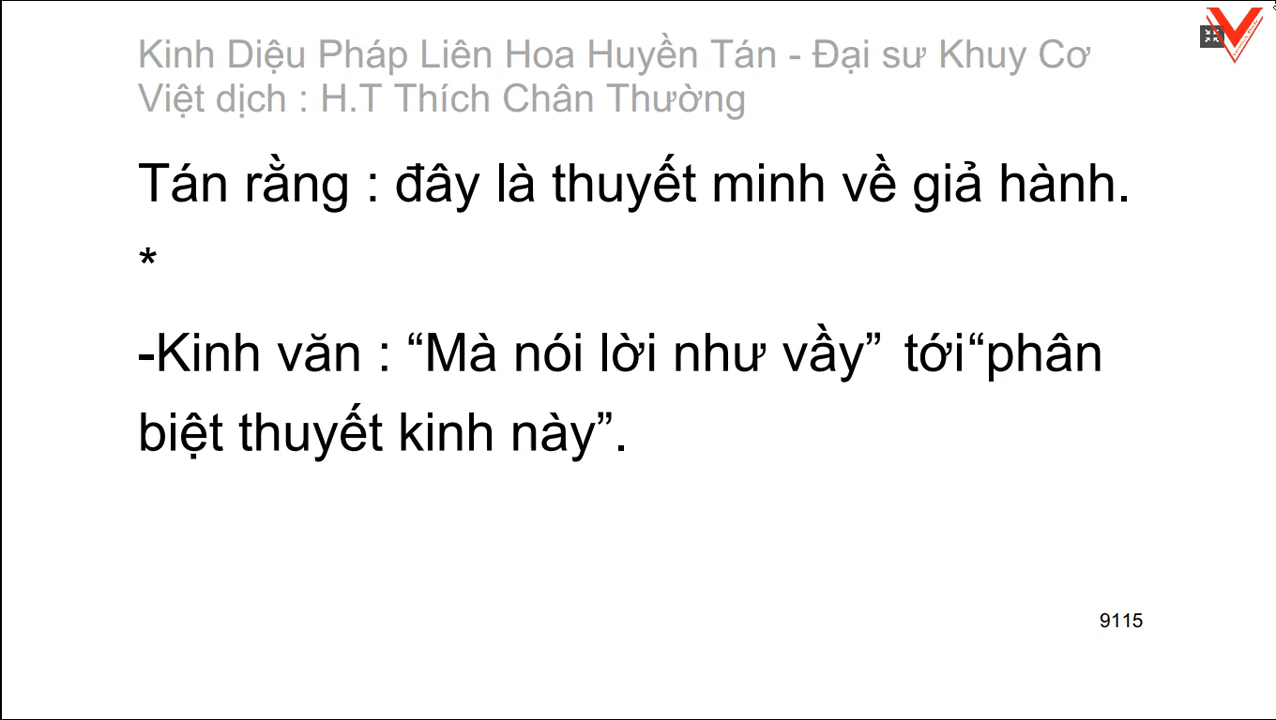 Kinh Diệu Pháp Liên Hoa Huyền Tán - Đại sư Khuy Cơ
Việt dịch : H.T Thích Chân Thường
Tán rằng : đây là thuyết minh về giả hành.
*
-Kinh văn : “Mà nói lời như vầy” tới“phân
biệt thuyết kinh này”.
9115